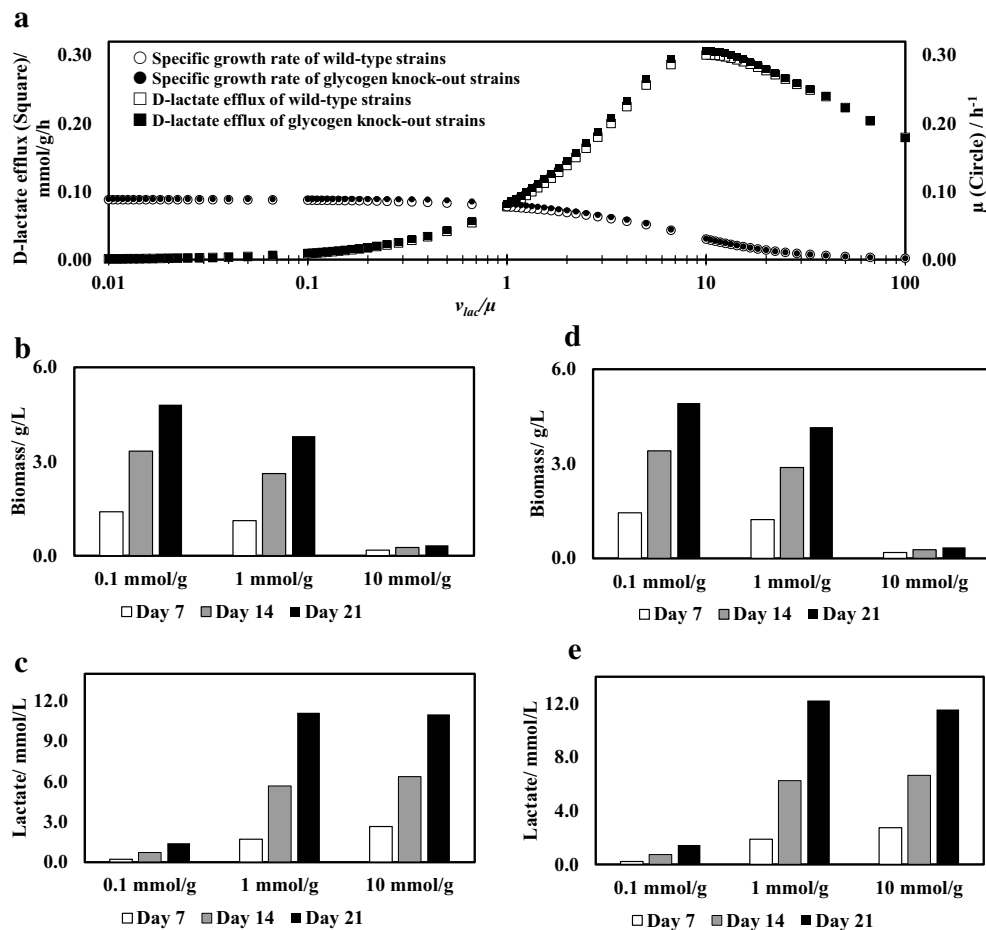 a
D-lactate efflux (Square)/
mmol/g/h
0.30
0.20
0.10
0.00
Specific growth rate of wild-type strains
Specific growth rate of glycogen knock-out strains
D-lactate efflux of wild-type strains
D-lactate efflux of glycogen knock-out strains
0.30
0.20
0.10
0.00
μ (Circle) / h⁻¹
0.01 0.1 1 10 100
v_lac/μ
b
Biomass/ g/L
6.0
3.0
0.0
0.1 mmol/g 1 mmol/g 10 mmol/g
Day 7 Day 14 Day 21
d
Biomass/ g/L
6.0
3.0
0.0
0.1 mmol/g 1 mmol/g 10 mmol/g
Day 7 Day 14 Day 21
c
Lactate/ mmol/L
12.0
6.0
0.0
0.1 mmol/g 1 mmol/g 10 mmol/g
Day 7 Day 14 Day 21
e
Lactate/ mmol/L
12.0
8.0
4.0
0.0
0.1 mmol/g 1 mmol/g 10 mmol/g
Day 7 Day 14 Day 21